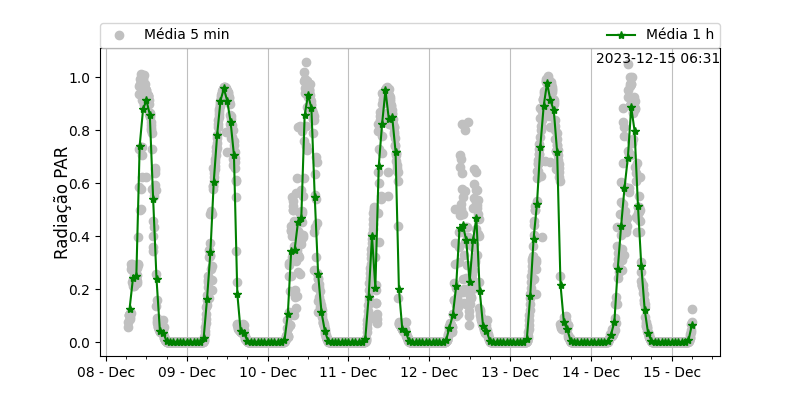 Média 5 min
Média 1 h
2023-12-15 06:31
Radiação PAR
1.0
0.8
0.6
0.4
0.2
0.0
08 - Dec
09 - Dec
10 - Dec
11 - Dec
12 - Dec
13 - Dec
14 - Dec
15 - Dec